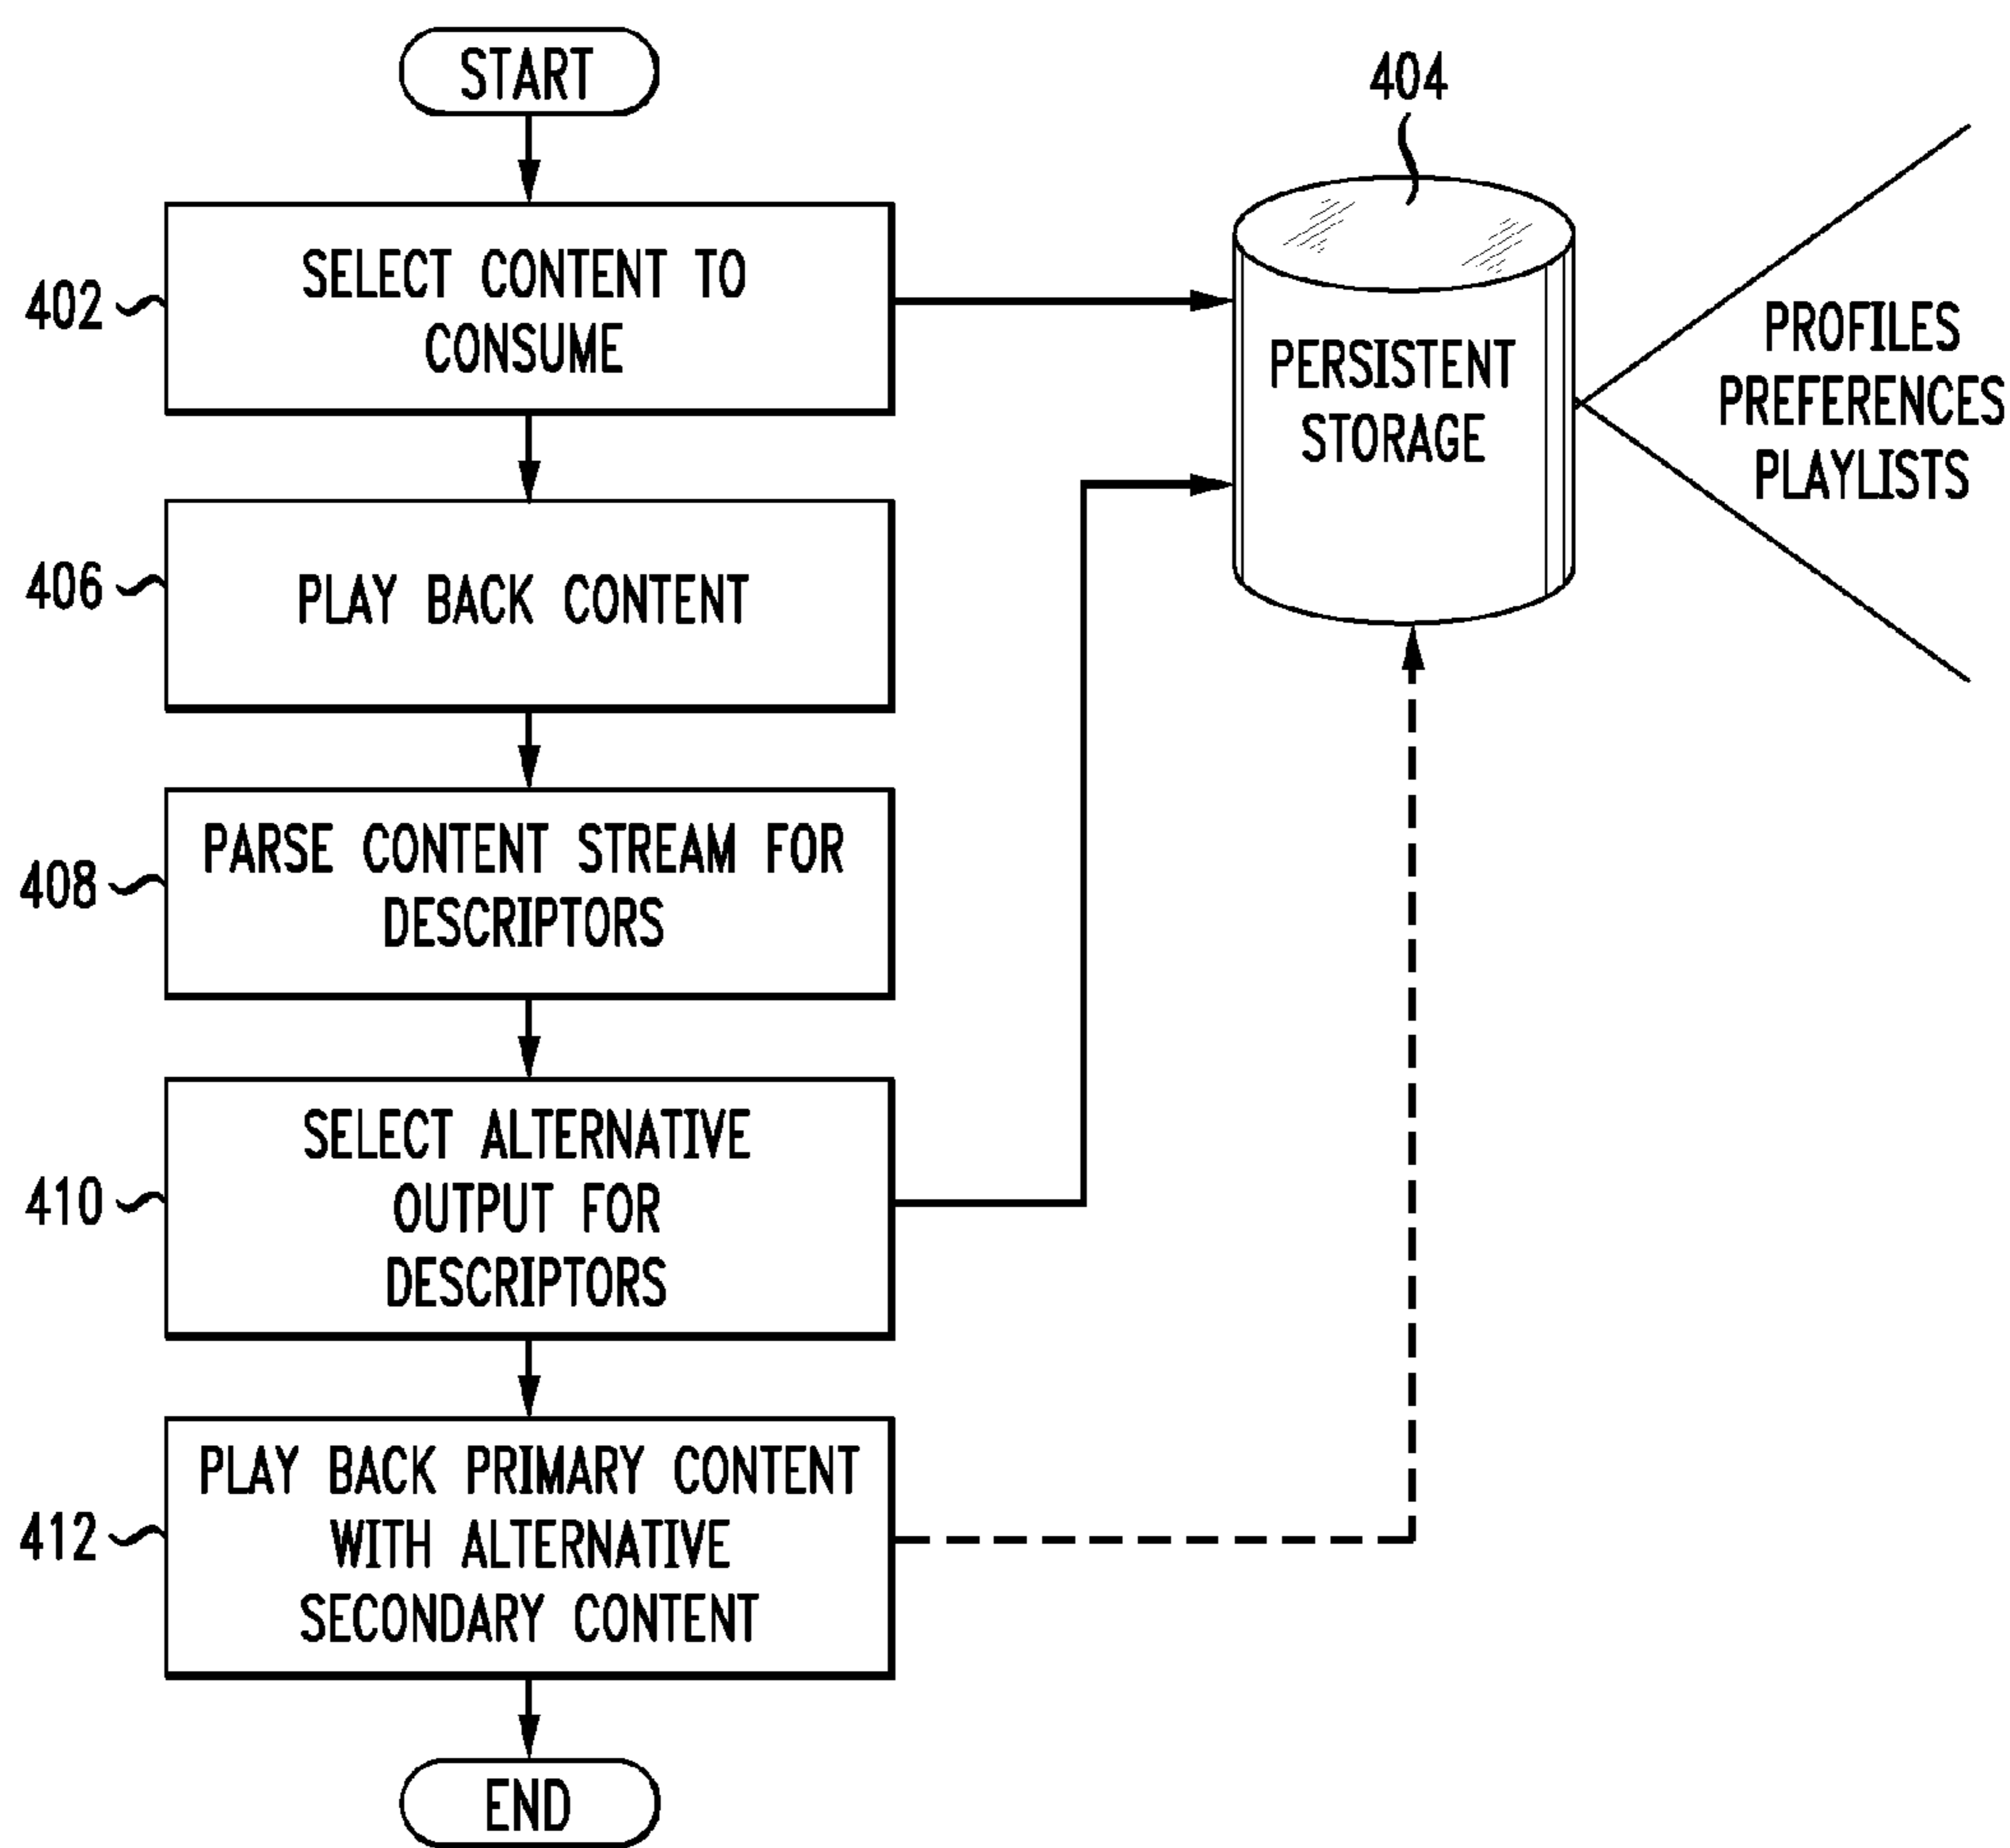 START
404
402
SELECT CONTENT TO
CONSUME
PERSISTENT
STORAGE
PROFILES
PREFERENCES
PLAYLISTS
406
PLAY BACK CONTENT
408
PARSE CONTENT STREAM FOR
DESCRIPTORS
410
SELECT ALTERNATIVE
OUTPUT FOR
DESCRIPTORS
412
PLAY BACK PRIMARY CONTENT
WITH ALTERNATIVE
SECONDARY CONTENT
END